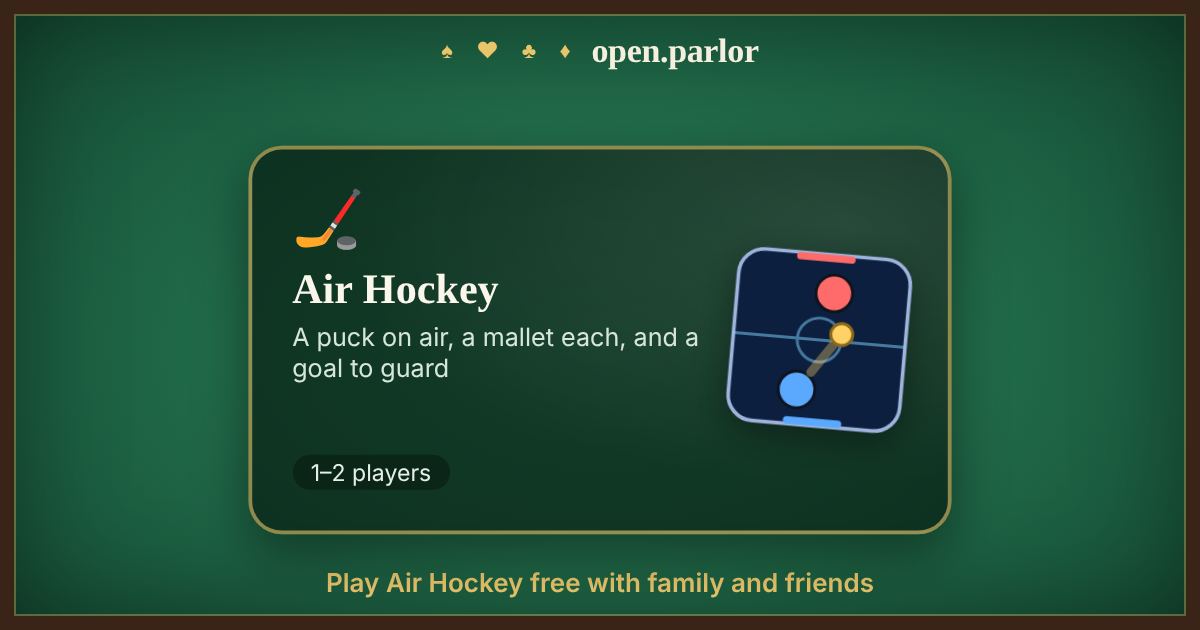 ♠ ♥ ♣ ♦ open.parlor
Air Hockey
A puck on air, a mallet each, and a
goal to guard
1–2 players
Play Air Hockey free with family and friends